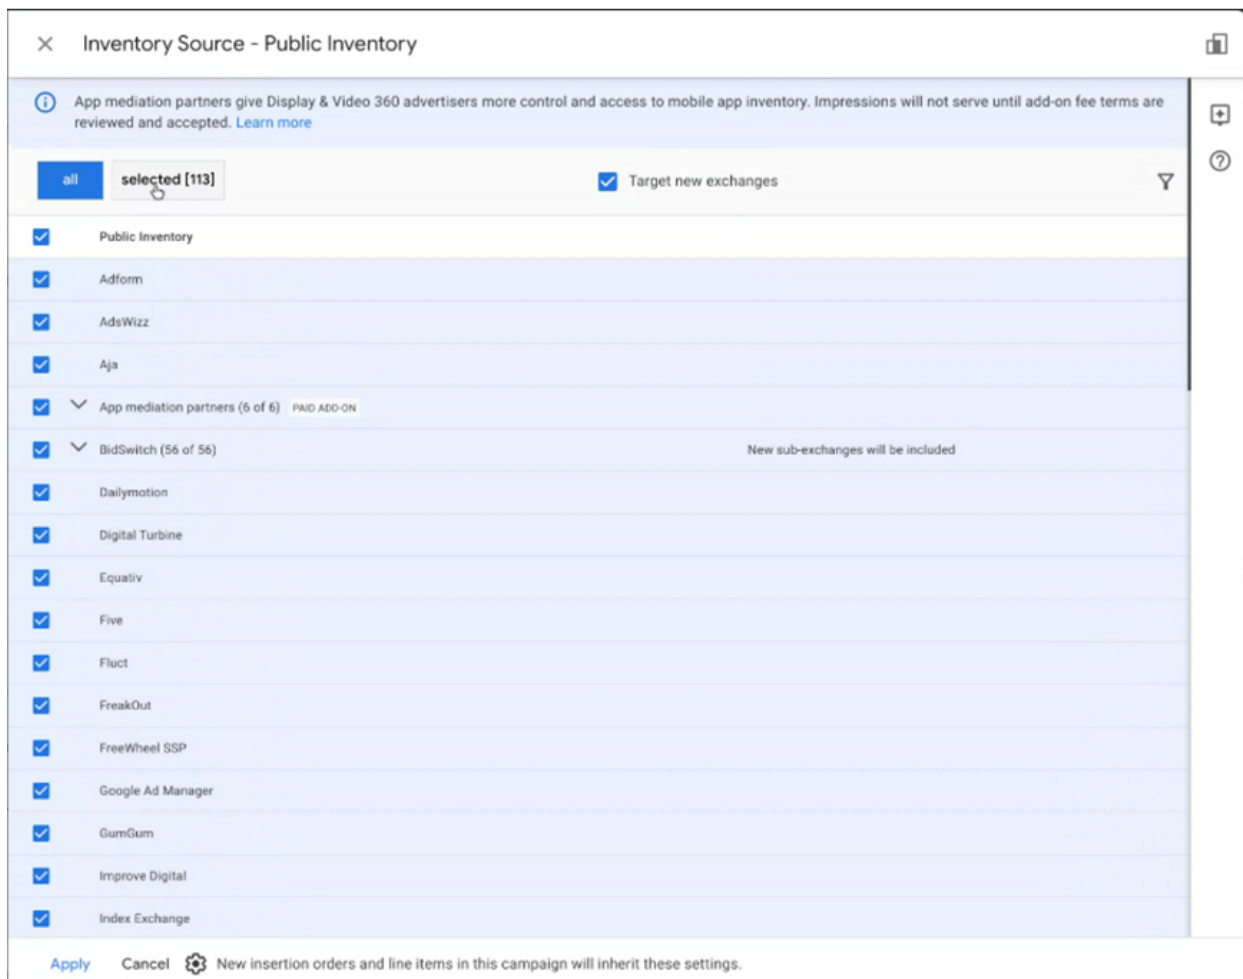 Inventory Source - Public Inventory
App mediation partners give Display & Video 360 advertisers more control and access to mobile app inventory. Impressions will not serve until add-on fee terms are
reviewed and accepted. Learn more
all selected [113] Target new exchanges
Public Inventory
Adform
AdsWizz
Aja
App mediation partners (6 of 6) PAID ADD-ON
BidSwitch (56 of 56) New sub-exchanges will be included
Dailymotion
Digital Turbine
Equativ
Five
Fluct
FreakOut
FreeWheel SSP
Google Ad Manager
GumGum
Improve Digital
Index Exchange
Apply Cancel New insertion orders and line items in this campaign will inherit these settings.